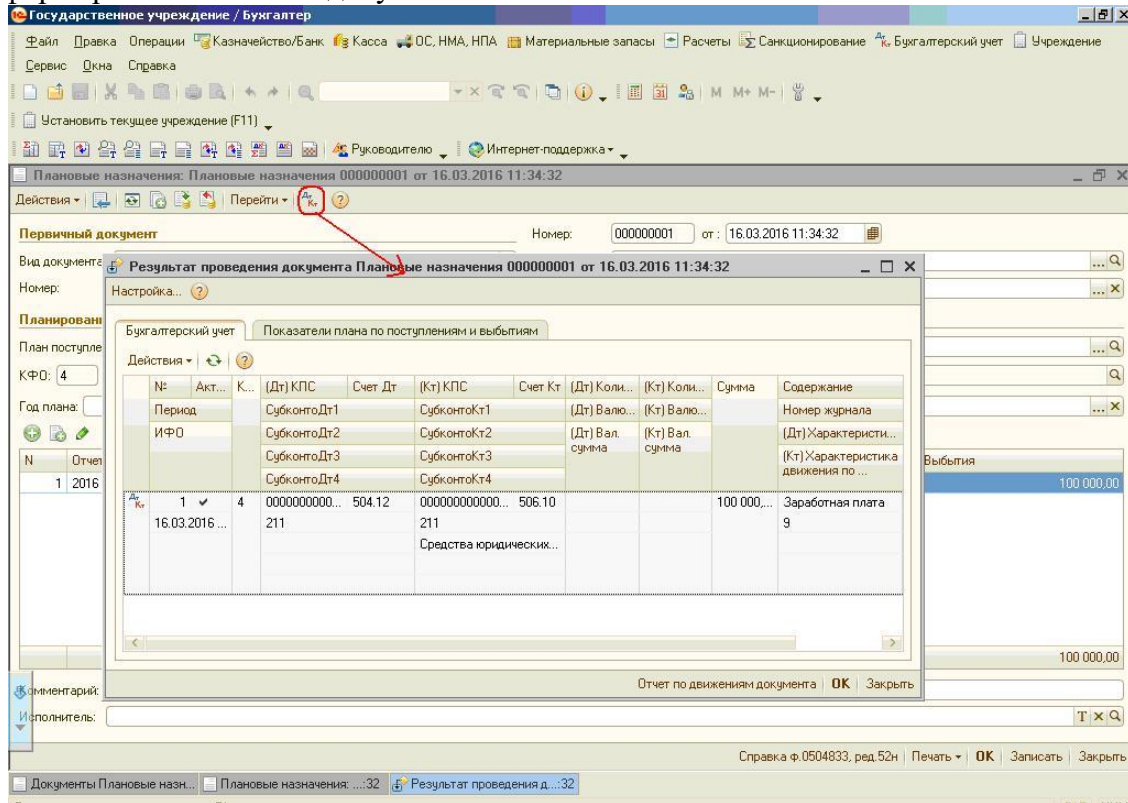 Государственное учреждение / Бухгалтер
Файл Правка Операции Казначейство/Банк Касса ОС, НМА, НПА Материальные запасы Расчеты Санкционирование Бухгалтерский учет Учреждение
Сервис Окна Справка
M M+ M-
Установить текущее учреждение (F11)
Руководителю Интернет-поддержка
Плановые назначения: Плановые назначения 000000001 от 16.03.2016 11:34:32
Действия Перейти Дт Кт
Первичный документ Номер: 000000001 от: 16.03.2016 11:34:32
Вид документа
Результат проведения документа Плановые назначения 000000001 от 16.03.2016 11:34:32
Номер:
Настройка...
Планировани
Бухгалтерский учет Показатели плана по поступлениям и выбытиям
План поступле
Действия
КФО: 4
№ Акт... К... (Дт) КПС Счет Дт (Кт) КПС Счет Кт (Дт) Коли... (Кт) Коли... Сумма Содержание
Год плана:
Период СубконтоДт1 СубконтоКт1 (Дт) Валю... (Кт) Валю... Номер журнала
ИФО СубконтоДт2 СубконтоКт2 (Дт) Вал. сумма (Кт) Вал. сумма (Дт) Характеристи...
СубконтоДт3 СубконтоКт3 (Кт) Характеристика движения по ...
СубконтоДт4 СубконтоКт4
N Отчет Выбытия
1 2016 100 000,00
Дт Кт 1 4 0000000000... 504.12 000000000000... 506.10 100 000,... Заработная плата
16.03.2016 ... 211 211 9
Средства юридических...
100 000,00
Отчет по движениям документа OK Закрыть
Комментарий:
Исполнитель: T
Справка ф.0504833, ред.52н Печать OK Записать Закрыть
Документы Плановые назн... Плановые назначения: ...:32 Результат проведения д...:32